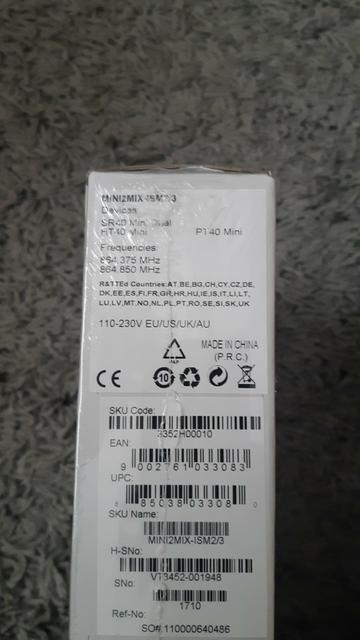 MINI2MIX-ISM2/3
Devices:
SR40 Mini Dual
HT40 Mini PT40 Mini
Frequencies:
864.375 MHz
864.850 MHz
R&TTEd Countries:AT,BE,BG,CH,CY,CZ,DE,
DK,EE,ES,FI,FR,GR,HR,HU,IE,IS,IT,LI,LT,
LU,LV,MT,NO,NL,PL,PT,RO,SE,SI,SK,UK
110-230V EU/US/UK/AU
MADE IN CHINA
(P.R.C.)
CE
10
SKU Code:
3352H00010
EAN:
9 002761 033083
UPC:
8 85038 03308 0
SKU Name:
MINI2MIX-ISM2/3
H-SNo:
VT3452-001948
SNo:
1710
Ref-No:
SO#:110000640486